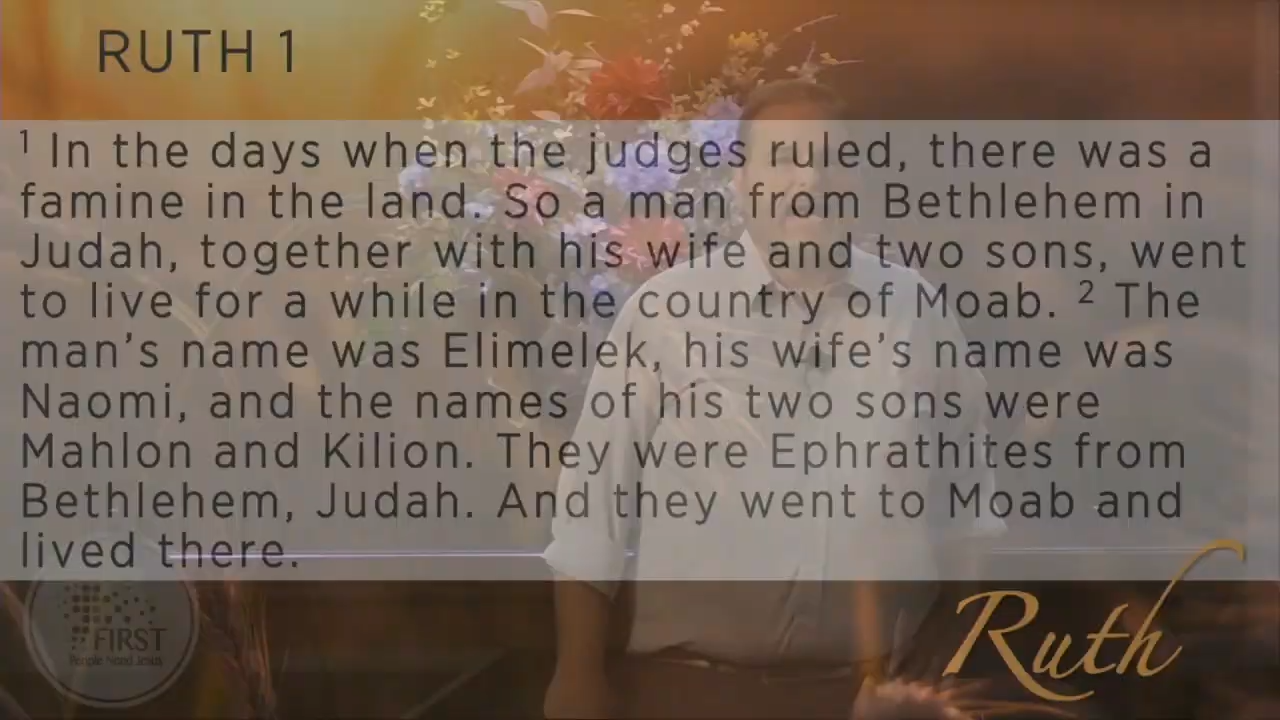 RUTH 1
1 In the days when the judges ruled, there was a
famine in the land. So a man from Bethlehem in
Judah, together with his wife and two sons, went
to live for a while in the country of Moab. 2 The
man’s name was Elimelek, his wife’s name was
Naomi, and the names of his two sons were
Mahlon and Kilion. They were Ephrathites from
Bethlehem, Judah. And they went to Moab and
lived there.
FIRST
People Need Jesus
Ruth